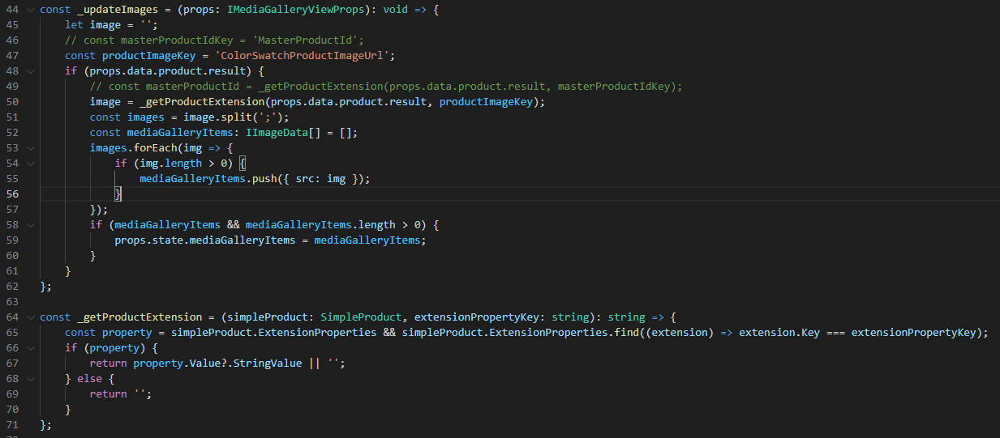 44 const _updateImages = (props: IMediaGalleryViewProps): void => {
45     let image = '';
46     // const masterProductIdKey = 'MasterProductId';
47     const productImageKey = 'ColorSwatchProductImageUrl';
48     if (props.data.product.result) {
49         // const masterProductId = _getProductExtension(props.data.product.result, masterProductIdKey);
50         image = _getProductExtension(props.data.product.result, productImageKey);
51         const images = image.split(';');
52         const mediaGalleryItems: IImageData[] = [];
53         images.forEach(img => {
54             if (img.length > 0) {
55                 mediaGalleryItems.push({ src: img });
56             }
57         });
58         if (mediaGalleryItems && mediaGalleryItems.length > 0) {
59             props.state.mediaGalleryItems = mediaGalleryItems;
60         }
61     }
62 };
63
64 const _getProductExtension = (simpleProduct: SimpleProduct, extensionPropertyKey: string): string => {
65     const property = simpleProduct.ExtensionProperties && simpleProduct.ExtensionProperties.find((extension) => extension.Key === extensionPropertyKey);
66     if (property) {
67         return property.Value?.StringValue || '';
68     } else {
69         return '';
70     }
71 };